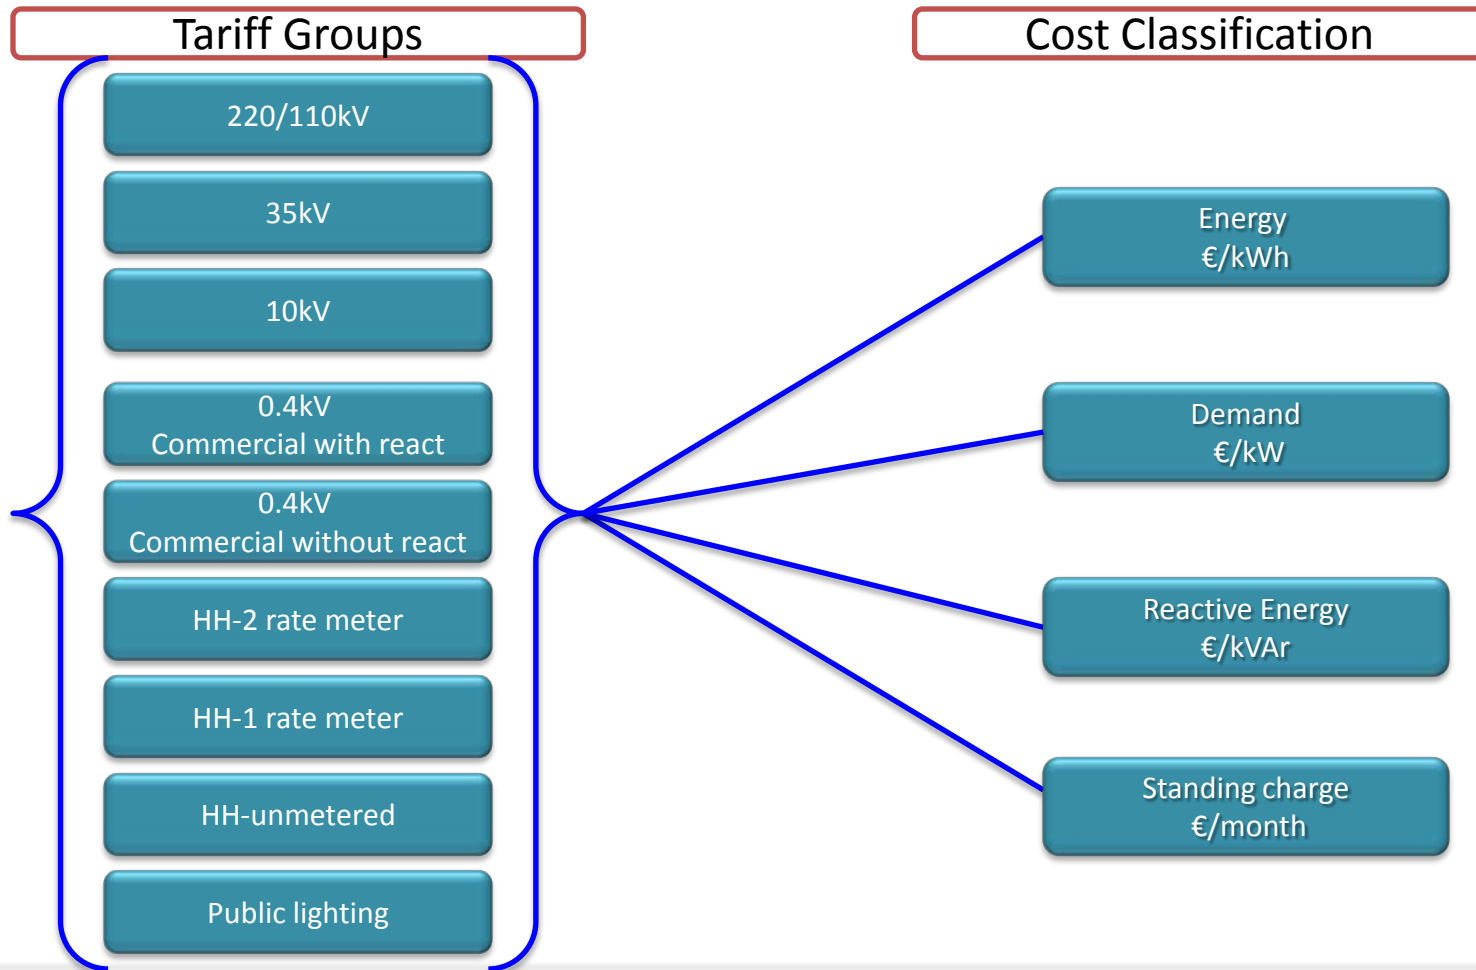 Tariff Groups
Cost Classification
220/110kV
35kV
10kV
0.4kV
Commercial with react
0.4kV
Commercial without react
HH-2 rate meter
HH-1 rate meter
HH-unmetered
Public lighting
Energy
€/kWh
Demand
€/kW
Reactive Energy
€/kVAr
Standing charge
€/month